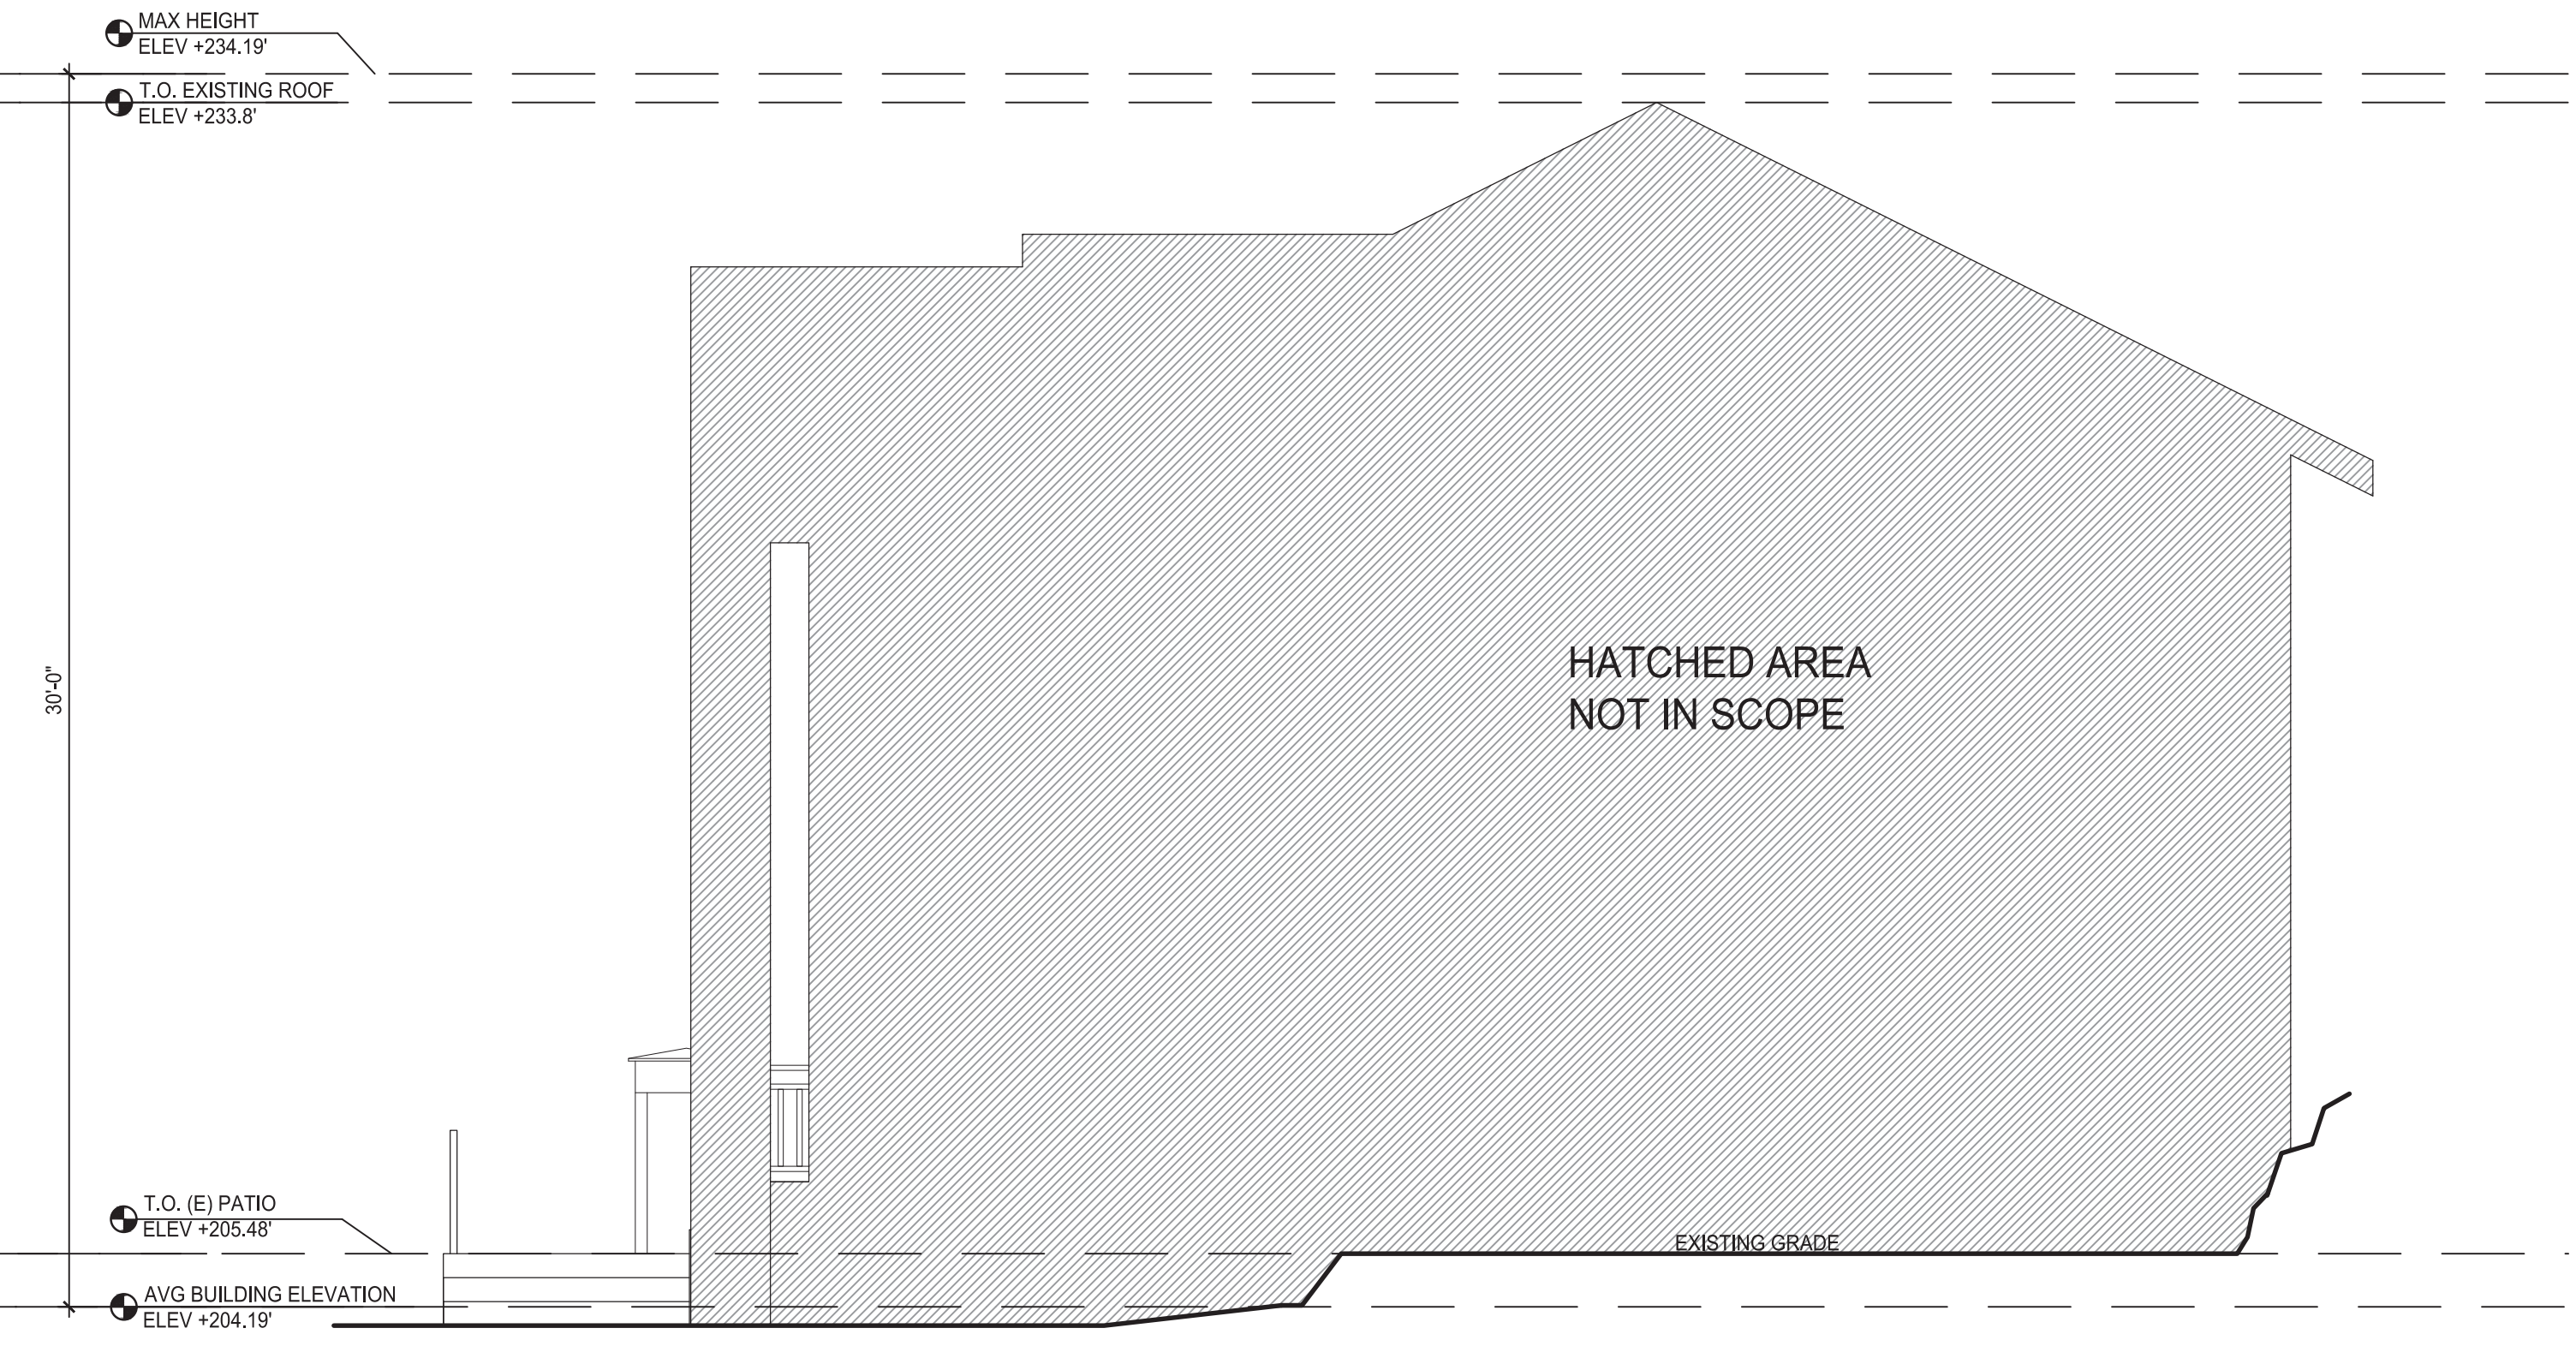 MAX HEIGHT
ELEV +234.19'
T.O. EXISTING ROOF
ELEV +233.8'
30'-0"
HATCHED AREA
NOT IN SCOPE
T.O. (E) PATIO
ELEV +205.48'
EXISTING GRADE
AVG BUILDING ELEVATION
ELEV +204.19'